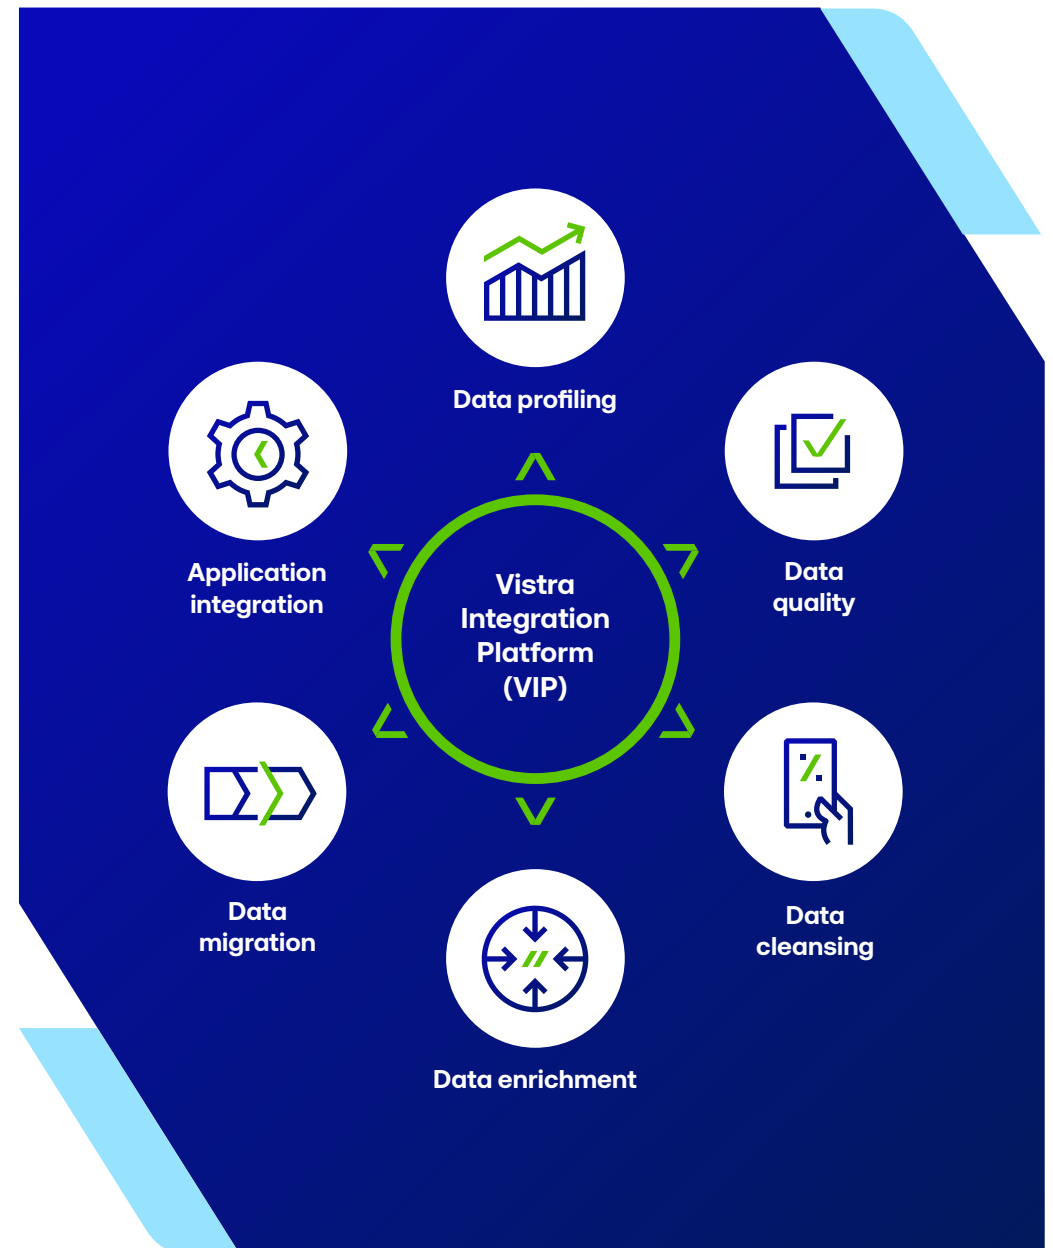 Data profiling
Application
integration
Data
quality
Vistra
Integration
Platform
(VIP)
Data
migration
Data
cleansing
Data enrichment